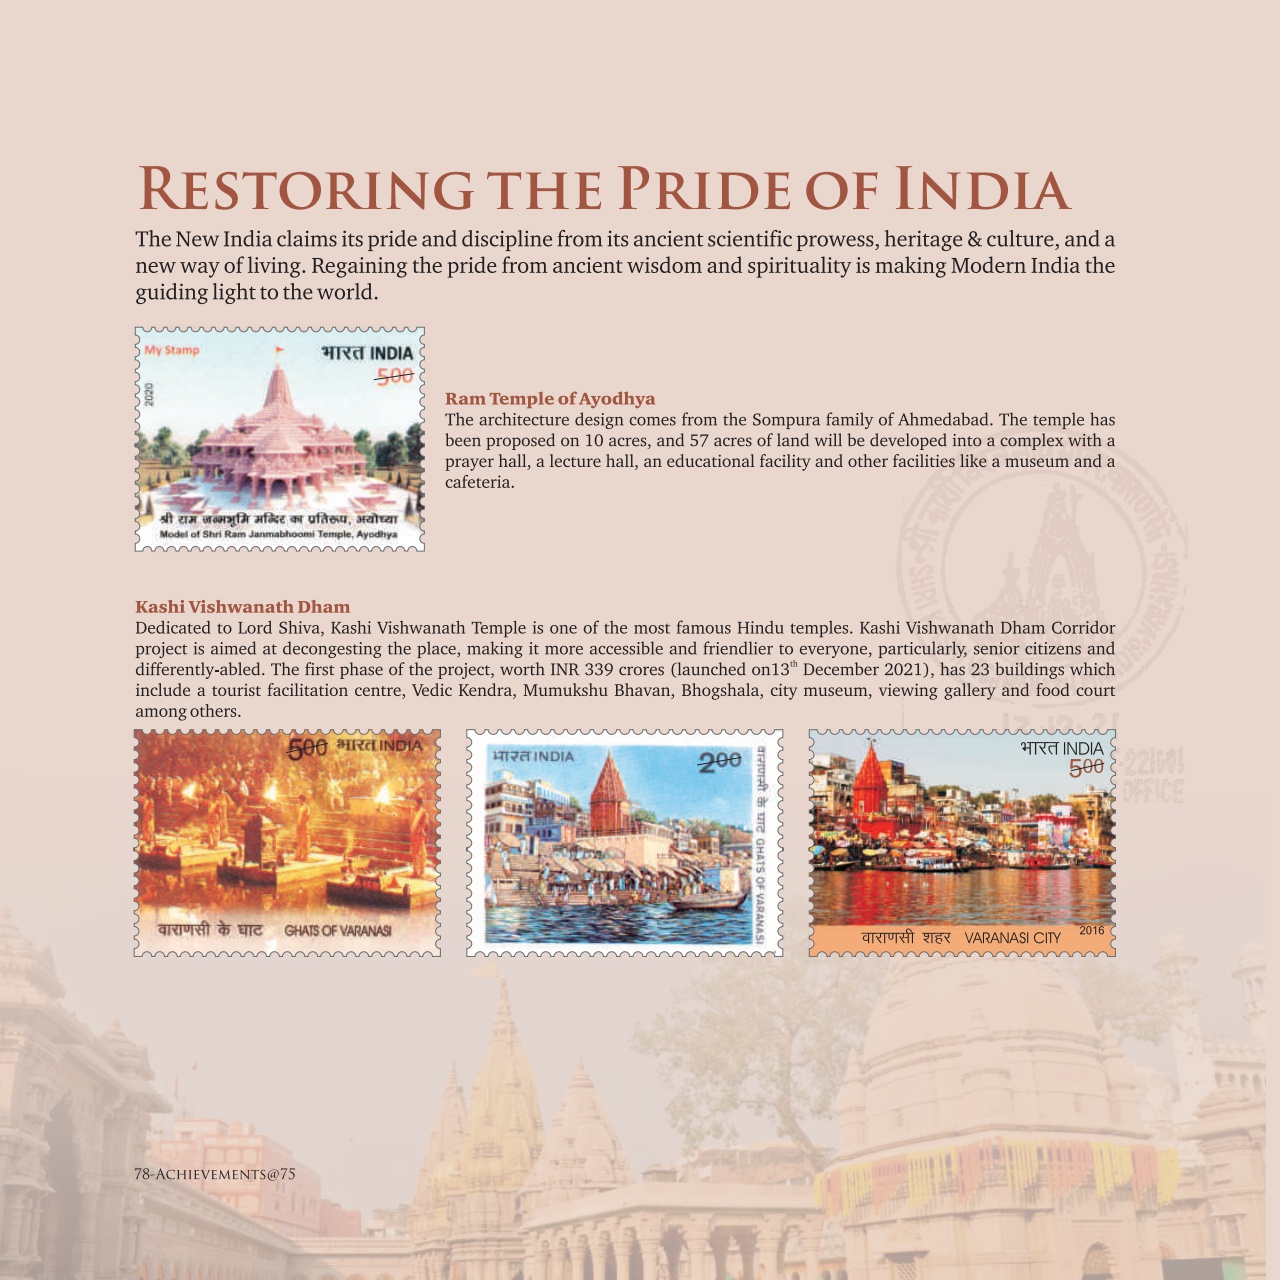 RESTORING THE PRIDE OF INDIA
The New India claims its pride and discipline from its ancient scientific prowess, heritage & culture, and a
new way of living. Regaining the pride from ancient wisdom and spirituality is making Modern India the
guiding light to the world.
My Stamp
भारत INDIA
500
2020
श्री राम जन्मभूमि मन्दिर का प्रतिरूप, अयोध्या
Model of Shri Ram Janmabhoomi Temple, Ayodhya
Ram Temple of Ayodhya
The architecture design comes from the Sompura family of Ahmedabad. The temple has
been proposed on 10 acres, and 57 acres of land will be developed into a complex with a
prayer hall, a lecture hall, an educational facility and other facilities like a museum and a
cafeteria.
Kashi Vishwanath Dham
Dedicated to Lord Shiva, Kashi Vishwanath Temple is one of the most famous Hindu temples. Kashi Vishwanath Dham Corridor
project is aimed at decongesting the place, making it more accessible and friendlier to everyone, particularly, senior citizens and
differently-abled. The first phase of the project, worth INR 339 crores (launched on13th December 2021), has 23 buildings which
include a tourist facilitation centre, Vedic Kendra, Mumukshu Bhavan, Bhogshala, city museum, viewing gallery and food court
among others.
500 भारत INDIA
वाराणसी के घाट GHATS OF VARANASI
भारत INDIA
200
वाराणसी के घाट GHATS OF VARANASI
भारत INDIA
500
वाराणसी शहर VARANASI CITY
2016
221001
OFFICE
78-ACHIEVEMENTS@75